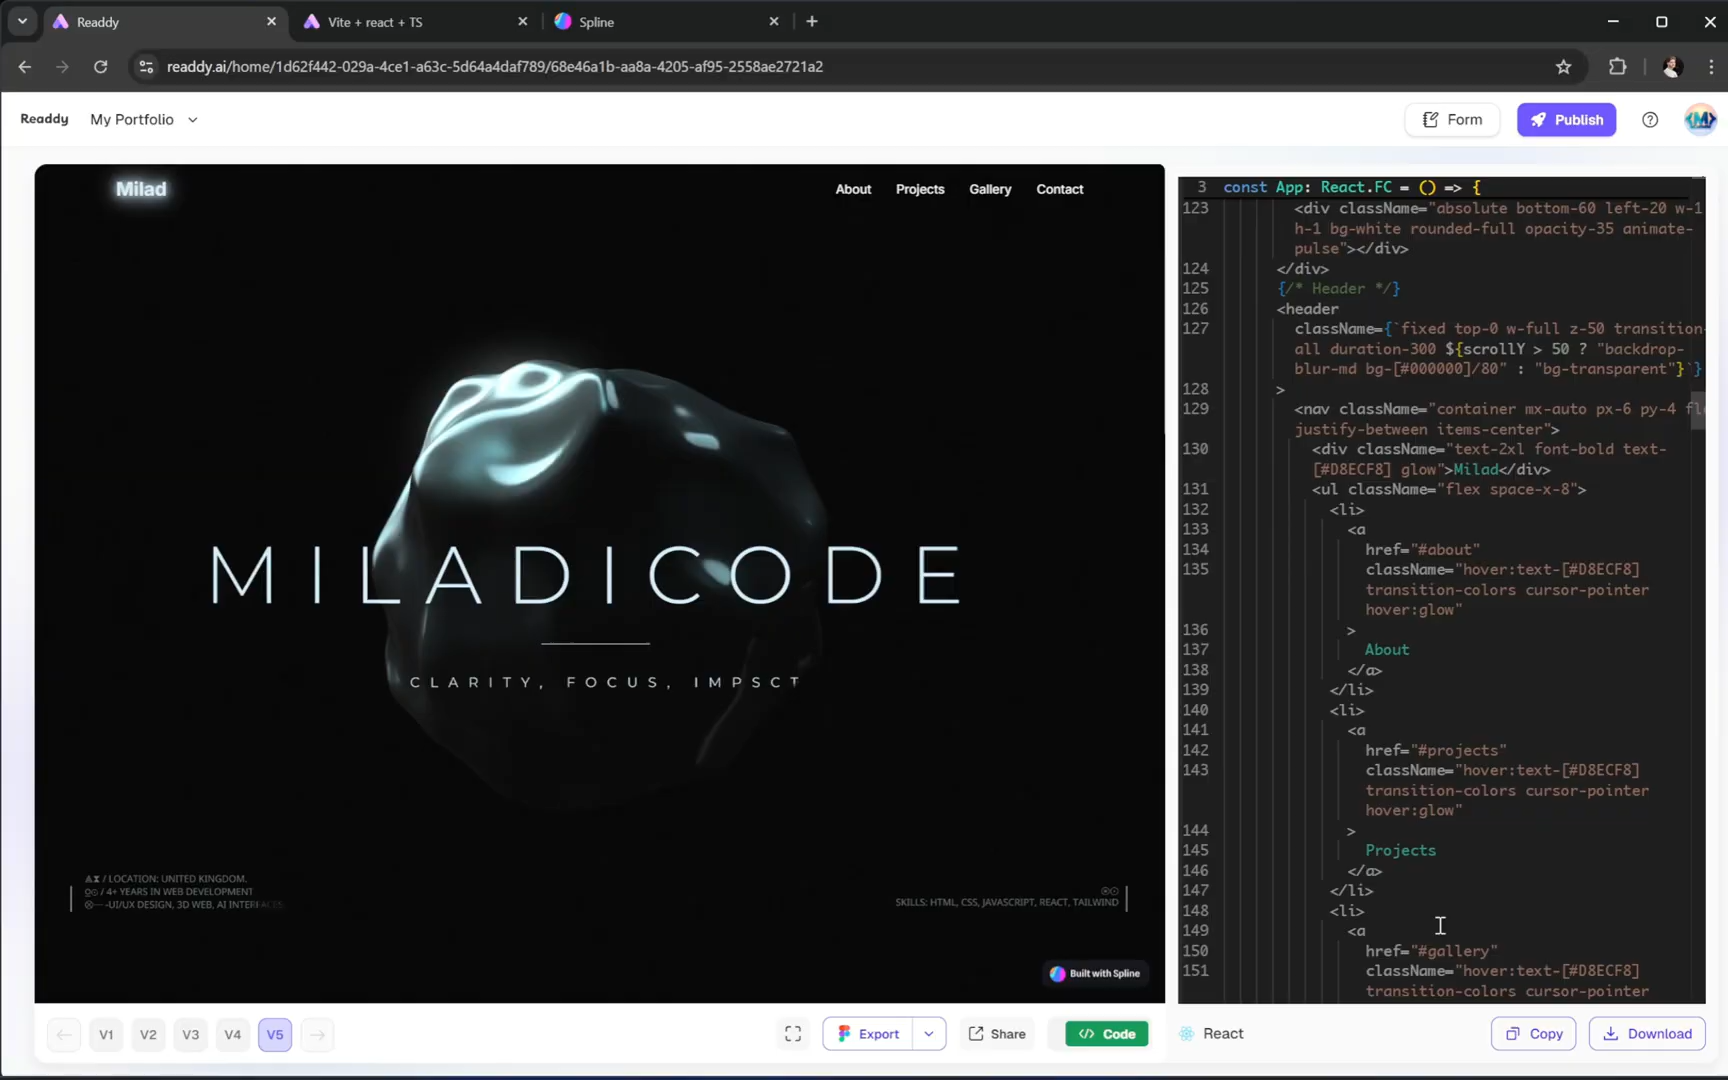 Readdy
Vite + react + TS
Spline
readdy.ai/home/1d62f442-029a-4ce1-a63c-5d64a4daf789/68e46a1b-aa8a-4205-af95-2558ae2721a2
Readdy My Portfolio
Form
Publish
Milad
About Projects Gallery Contact
MILADICODE
CLARITY, FOCUS, IMPSCT
/ LOCATION: UNITED KINGDOM.
/ 4+ YEARS IN WEB DEVELOPMENT
-UI/UX DESIGN, 3D WEB, AI INTERFACES
SKILLS: HTML, CSS, JAVASCRIPT, REACT, TAILWIND
Built with Spline
V1 V2 V3 V4 V5
Export
Share
</> Code
3 const App: React.FC = () => {
123 <div className="absolute bottom-60 left-20 w-1
h-1 bg-white rounded-full opacity-35 animate-
pulse"></div>
124 </div>
125 {/* Header */}
126 <header
127 className={`fixed top-0 w-full z-50 transition-
all duration-300 ${scrollY > 50 ? "backdrop-
blur-md bg-[#000000]/80" : "bg-transparent"}`}
128 >
129 <nav className="container mx-auto px-6 py-4 fl
justify-between items-center">
130 <div className="text-2xl font-bold text-
[#D8ECF8] glow">Milad</div>
131 <ul className="flex space-x-8">
132 <li>
133 <a
134 href="#about"
135 className="hover:text-[#D8ECF8]
transition-colors cursor-pointer
hover:glow"
136 >
137 About
138 </a>
139 </li>
140 <li>
141 <a
142 href="#projects"
143 className="hover:text-[#D8ECF8]
transition-colors cursor-pointer
hover:glow"
144 >
145 Projects
146 </a>
147 </li>
148 <li>
149 <a
150 href="#gallery"
151 className="hover:text-[#D8ECF8]
transition-colors cursor-pointer
React
Copy
Download